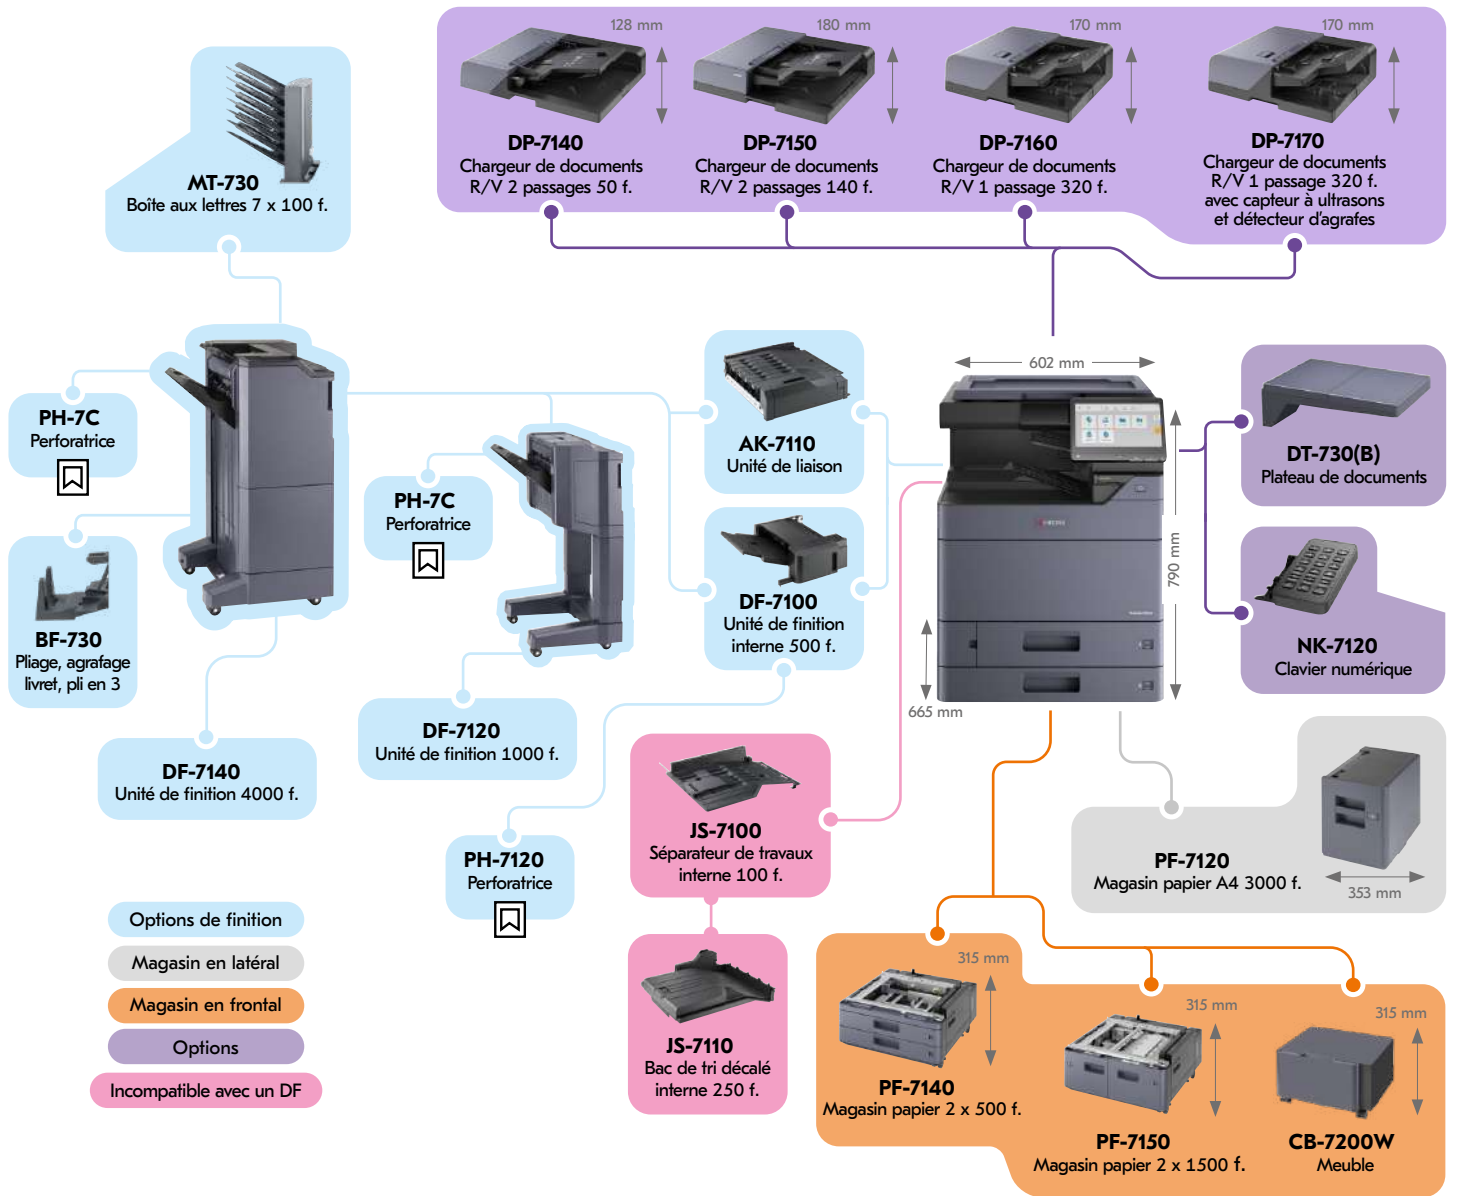 128 mm
180 mm
170 mm
170 mm
DP-7140
Chargeur de documents
R/V 2 passages 50 f.
DP-7150
Chargeur de documents
R/V 2 passages 140 f.
DP-7160
Chargeur de documents
R/V 1 passage 320 f.
DP-7170
Chargeur de documents
R/V 1 passage 320 f.
avec capteur à ultrasons
et détecteur d'agrafes
MT-730
Boîte aux lettres 7 x 100 f.
PH-7C
Perforatrice
BF-730
Pliage, agrafage
livret, pli en 3
DF-7140
Unité de finition 4000 f.
PH-7C
Perforatrice
DF-7120
Unité de finition 1000 f.
AK-7110
Unité de liaison
DF-7100
Unité de finition
interne 500 f.
PH-7120
Perforatrice
602 mm
790 mm
665 mm
KYOCERA
DT-730(B)
Plateau de documents
NK-7120
Clavier numérique
JS-7100
Séparateur de travaux
interne 100 f.
JS-7110
Bac de tri décalé
interne 250 f.
PF-7120
Magasin papier A4 3000 f.
353 mm
315 mm
PF-7140
Magasin papier 2 x 500 f.
315 mm
PF-7150
Magasin papier 2 x 1500 f.
315 mm
CB-7200W
Meuble
Options de finition
Magasin en latéral
Magasin en frontal
Options
Incompatible avec un DF